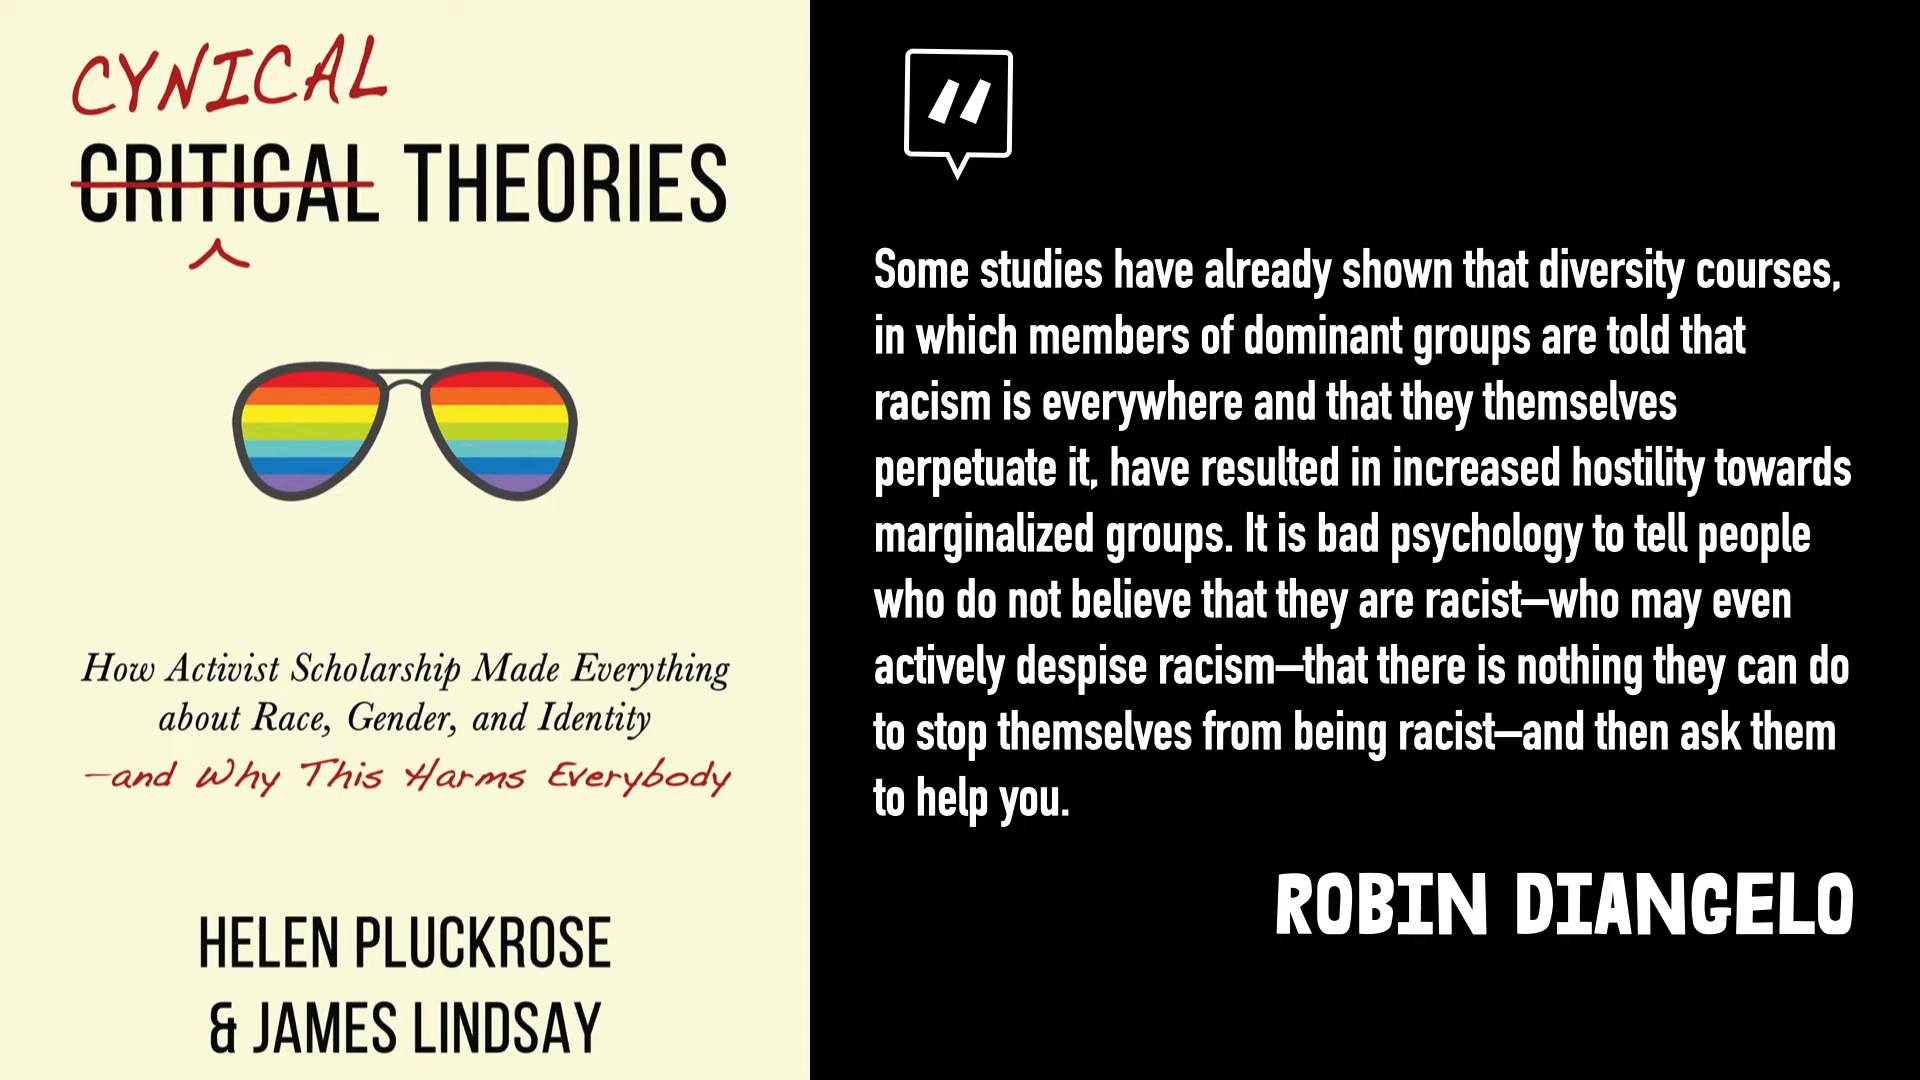 CYNICAL
CRITICAL THEORIES
How Activist Scholarship Made Everything
about Race, Gender, and Identity
—and Why This Harms Everybody
HELEN PLUCKROSE
& JAMES LINDSAY
“
Some studies have already shown that diversity courses,
in which members of dominant groups are told that
racism is everywhere and that they themselves
perpetuate it, have resulted in increased hostility towards
marginalized groups. It is bad psychology to tell people
who do not believe that they are racist—who may even
actively despise racism—that there is nothing they can do
to stop themselves from being racist—and then ask them
to help you.
ROBIN DIANGELO